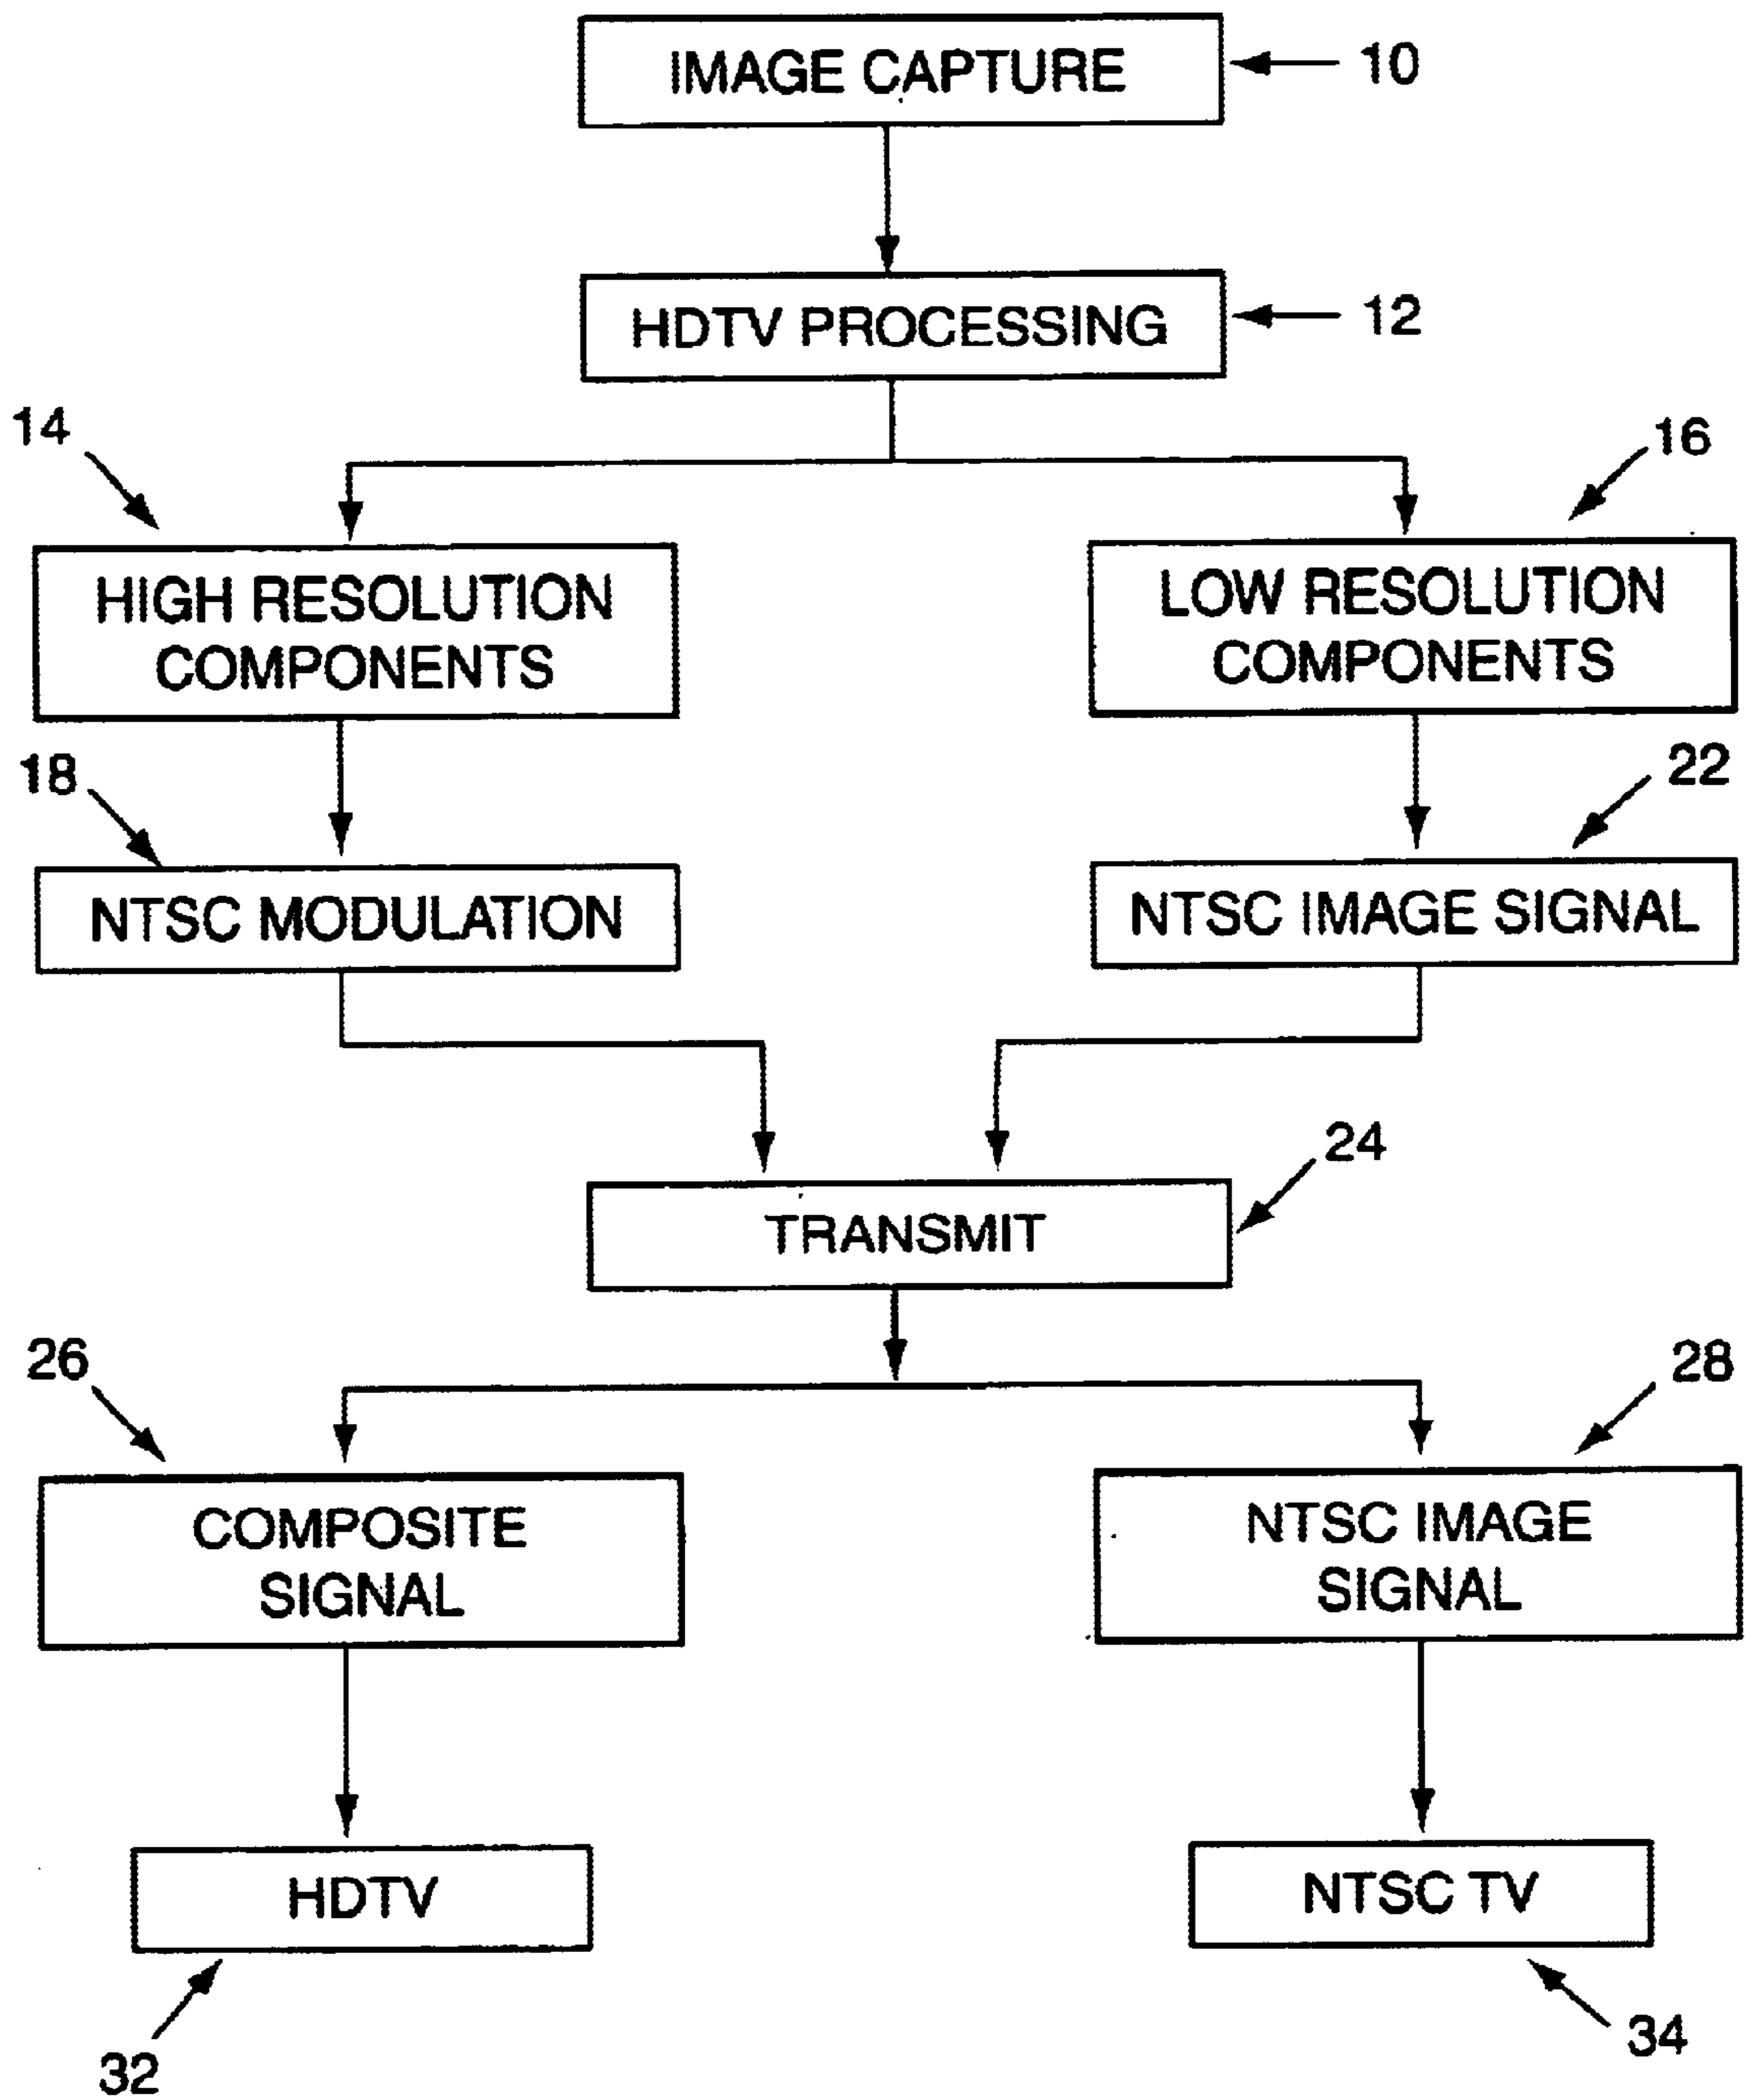 IMAGE CAPTURE
10
HDTV PROCESSING
12
14
16
HIGH RESOLUTION
COMPONENTS
LOW RESOLUTION
COMPONENTS
18
22
NTSC MODULATION
NTSC IMAGE SIGNAL
24
TRANSMIT
26
28
COMPOSITE
SIGNAL
NTSC IMAGE
SIGNAL
HDTV
NTSC TV
32
34